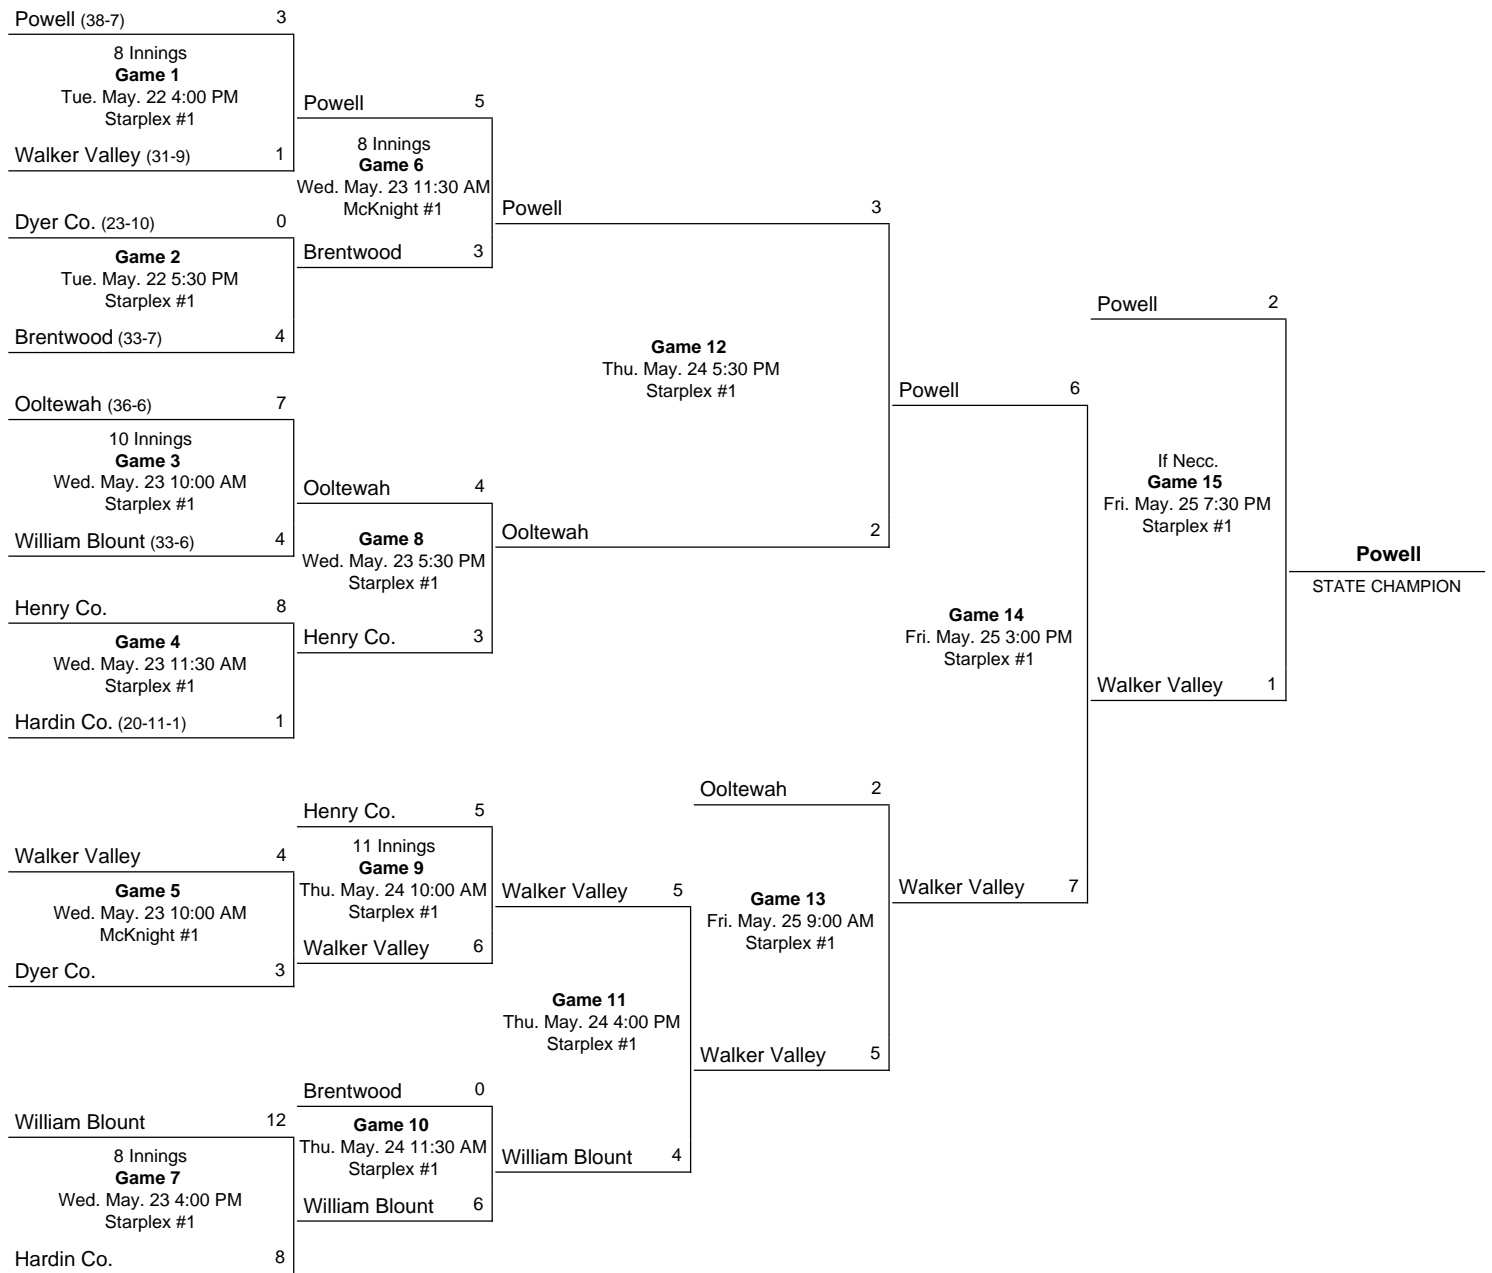 Powell (38-7) 3
8 Innings
Game 1
Tue. May. 22 4:00 PM
Starplex #1
Walker Valley (31-9) 1
Dyer Co. (23-10) 0
Game 2
Tue. May. 22 5:30 PM
Starplex #1
Brentwood (33-7) 4
Ooltewah (36-6) 7
10 Innings
Game 3
Wed. May. 23 10:00 AM
Starplex #1
William Blount (33-6) 4
Henry Co. 8
Game 4
Wed. May. 23 11:30 AM
Starplex #1
Hardin Co. (20-11-1) 1
Walker Valley 4
Game 5
Wed. May. 23 10:00 AM
McKnight #1
Dyer Co. 3
William Blount 12
8 Innings
Game 7
Wed. May. 23 4:00 PM
Starplex #1
Hardin Co. 8
Powell 5
8 Innings
Game 6
Wed. May. 23 11:30 AM
McKnight #1
Brentwood 3
Ooltewah 4
Game 8
Wed. May. 23 5:30 PM
Starplex #1
Henry Co. 3
Henry Co. 5
11 Innings
Game 9
Thu. May. 24 10:00 AM
Starplex #1
Walker Valley 6
Brentwood 0
Game 10
Thu. May. 24 11:30 AM
Starplex #1
William Blount 6
Powell 3
Game 12
Thu. May. 24 5:30 PM
Starplex #1
Ooltewah 2
Walker Valley 5
Game 11
Thu. May. 24 4:00 PM
Starplex #1
William Blount 4
Ooltewah 2
Game 13
Fri. May. 25 9:00 AM
Starplex #1
Walker Valley 5
Powell 6
Game 14
Fri. May. 25 3:00 PM
Starplex #1
Walker Valley 7
Powell 2
If Necc.
Game 15
Fri. May. 25 7:30 PM
Starplex #1
Walker Valley 1
Powell
STATE CHAMPION